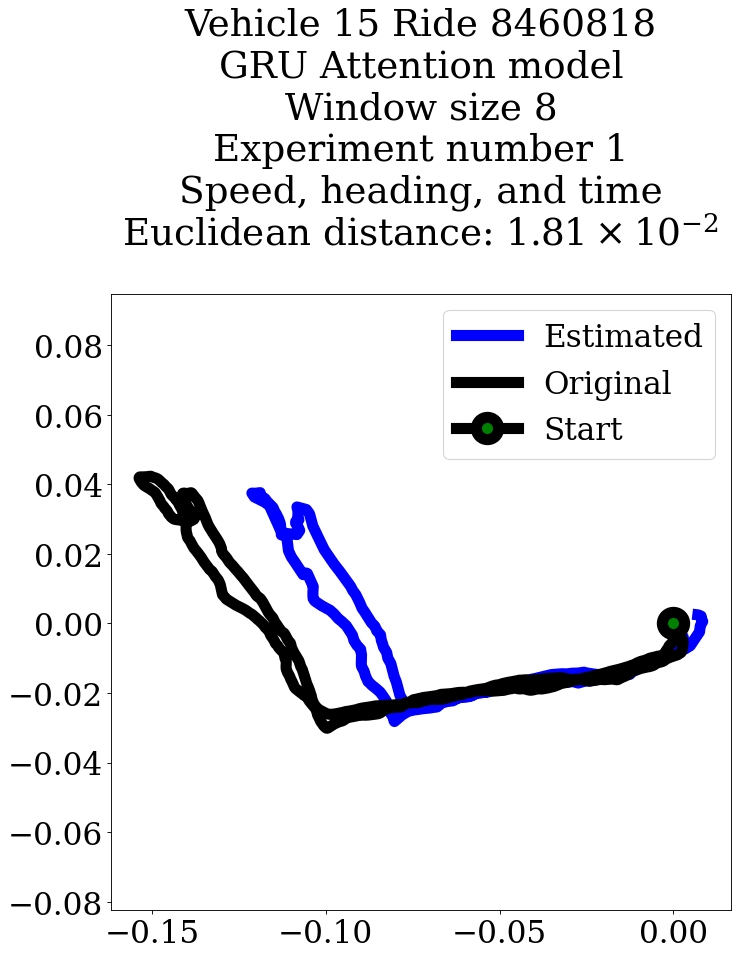 Vehicle 15 Ride 8460818
GRU Attention model
Window size 8
Experiment number 1
Speed, heading, and time
Euclidean distance: 1.81 × 10⁻²
Estimated
Original
Start
0.08
0.06
0.04
0.02
0.00
−0.02
−0.04
−0.06
−0.08
−0.15
−0.10
−0.05
0.00